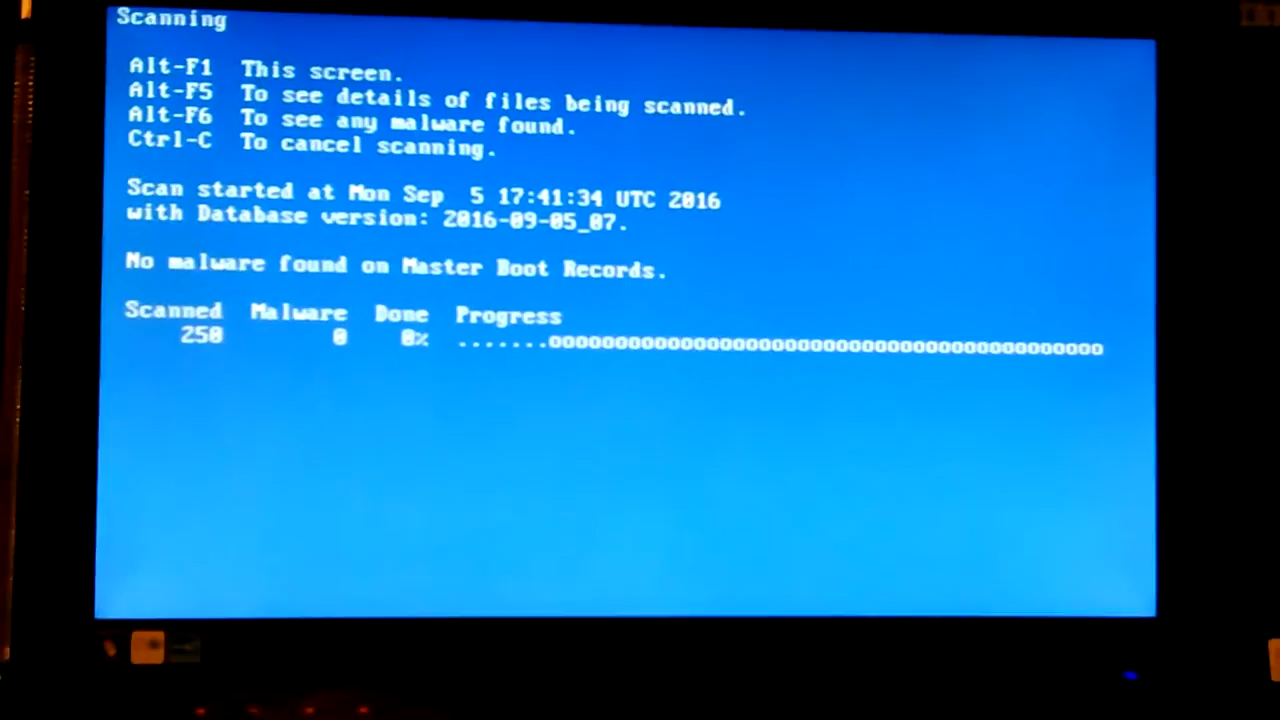 Scanning
Alt-F1 This screen.
Alt-F5 To see details of files being scanned.
Alt-F6 To see any malware found.
Ctrl-C To cancel scanning.
Scan started at Mon Sep 5 17:41:34 UTC 2016
with Database version: 2016-09-05_07.
No malware found on Master Boot Records.
Scanned Malware Done Progress
250 0 0% .......oooooooooooooooooooooooooooooooooooooooooo